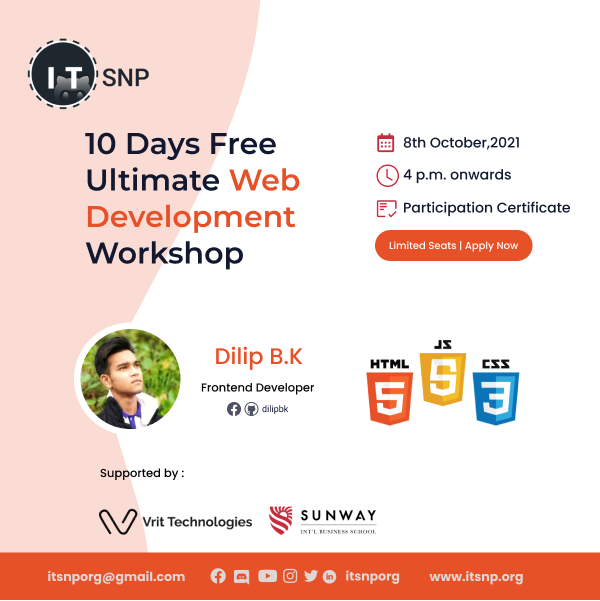 IT SNP
10 Days Free
Ultimate Web
Development
Workshop
8th October,2021
4 p.m. onwards
Participation Certificate
Limited Seats | Apply Now
Dilip B.K
Frontend Developer
dilipbk
HTML
5
JS
5
CSS
3
Supported by :
Vrit Technologies
SUNWAY
INT'L BUSINESS SCHOOL
itsnporg@gmail.com
itsnporg
www.itsnp.org